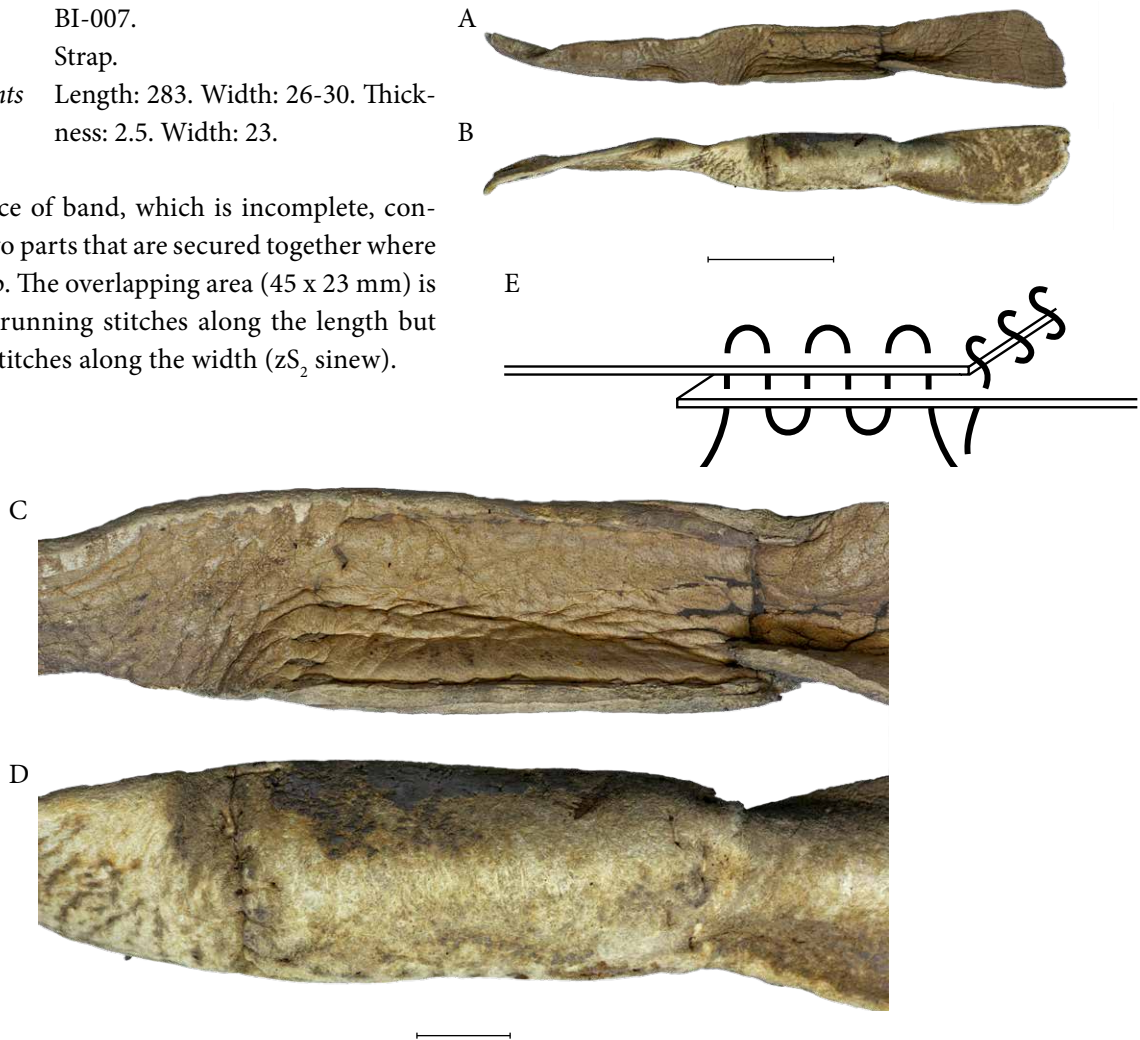 BI-007.
Strap.
nts Length: 283. Width: 26-30. Thick-
ness: 2.5. Width: 23.
ce of band, which is incomplete, con-
o parts that are secured together where
o. The overlapping area (45 x 23 mm) is
running stitches along the length but
titches along the width (zS₂ sinew).
A
B
E
C
D